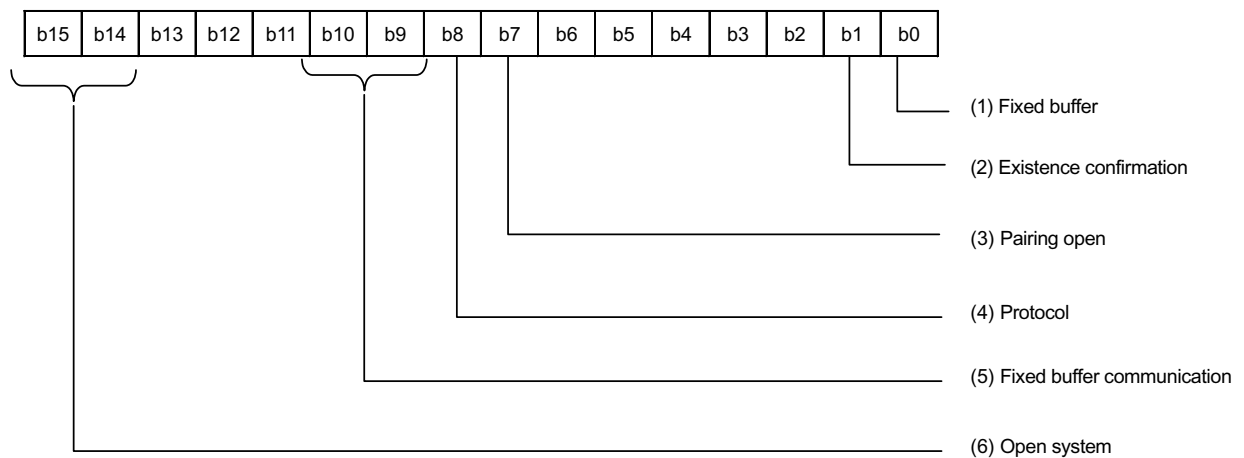 b15 b14 b13 b12 b11 b10 b9 b8 b7 b6 b5 b4 b3 b2 b1 b0
(1) Fixed buffer
(2) Existence confirmation
(3) Pairing open
(4) Protocol
(5) Fixed buffer communication
(6) Open system